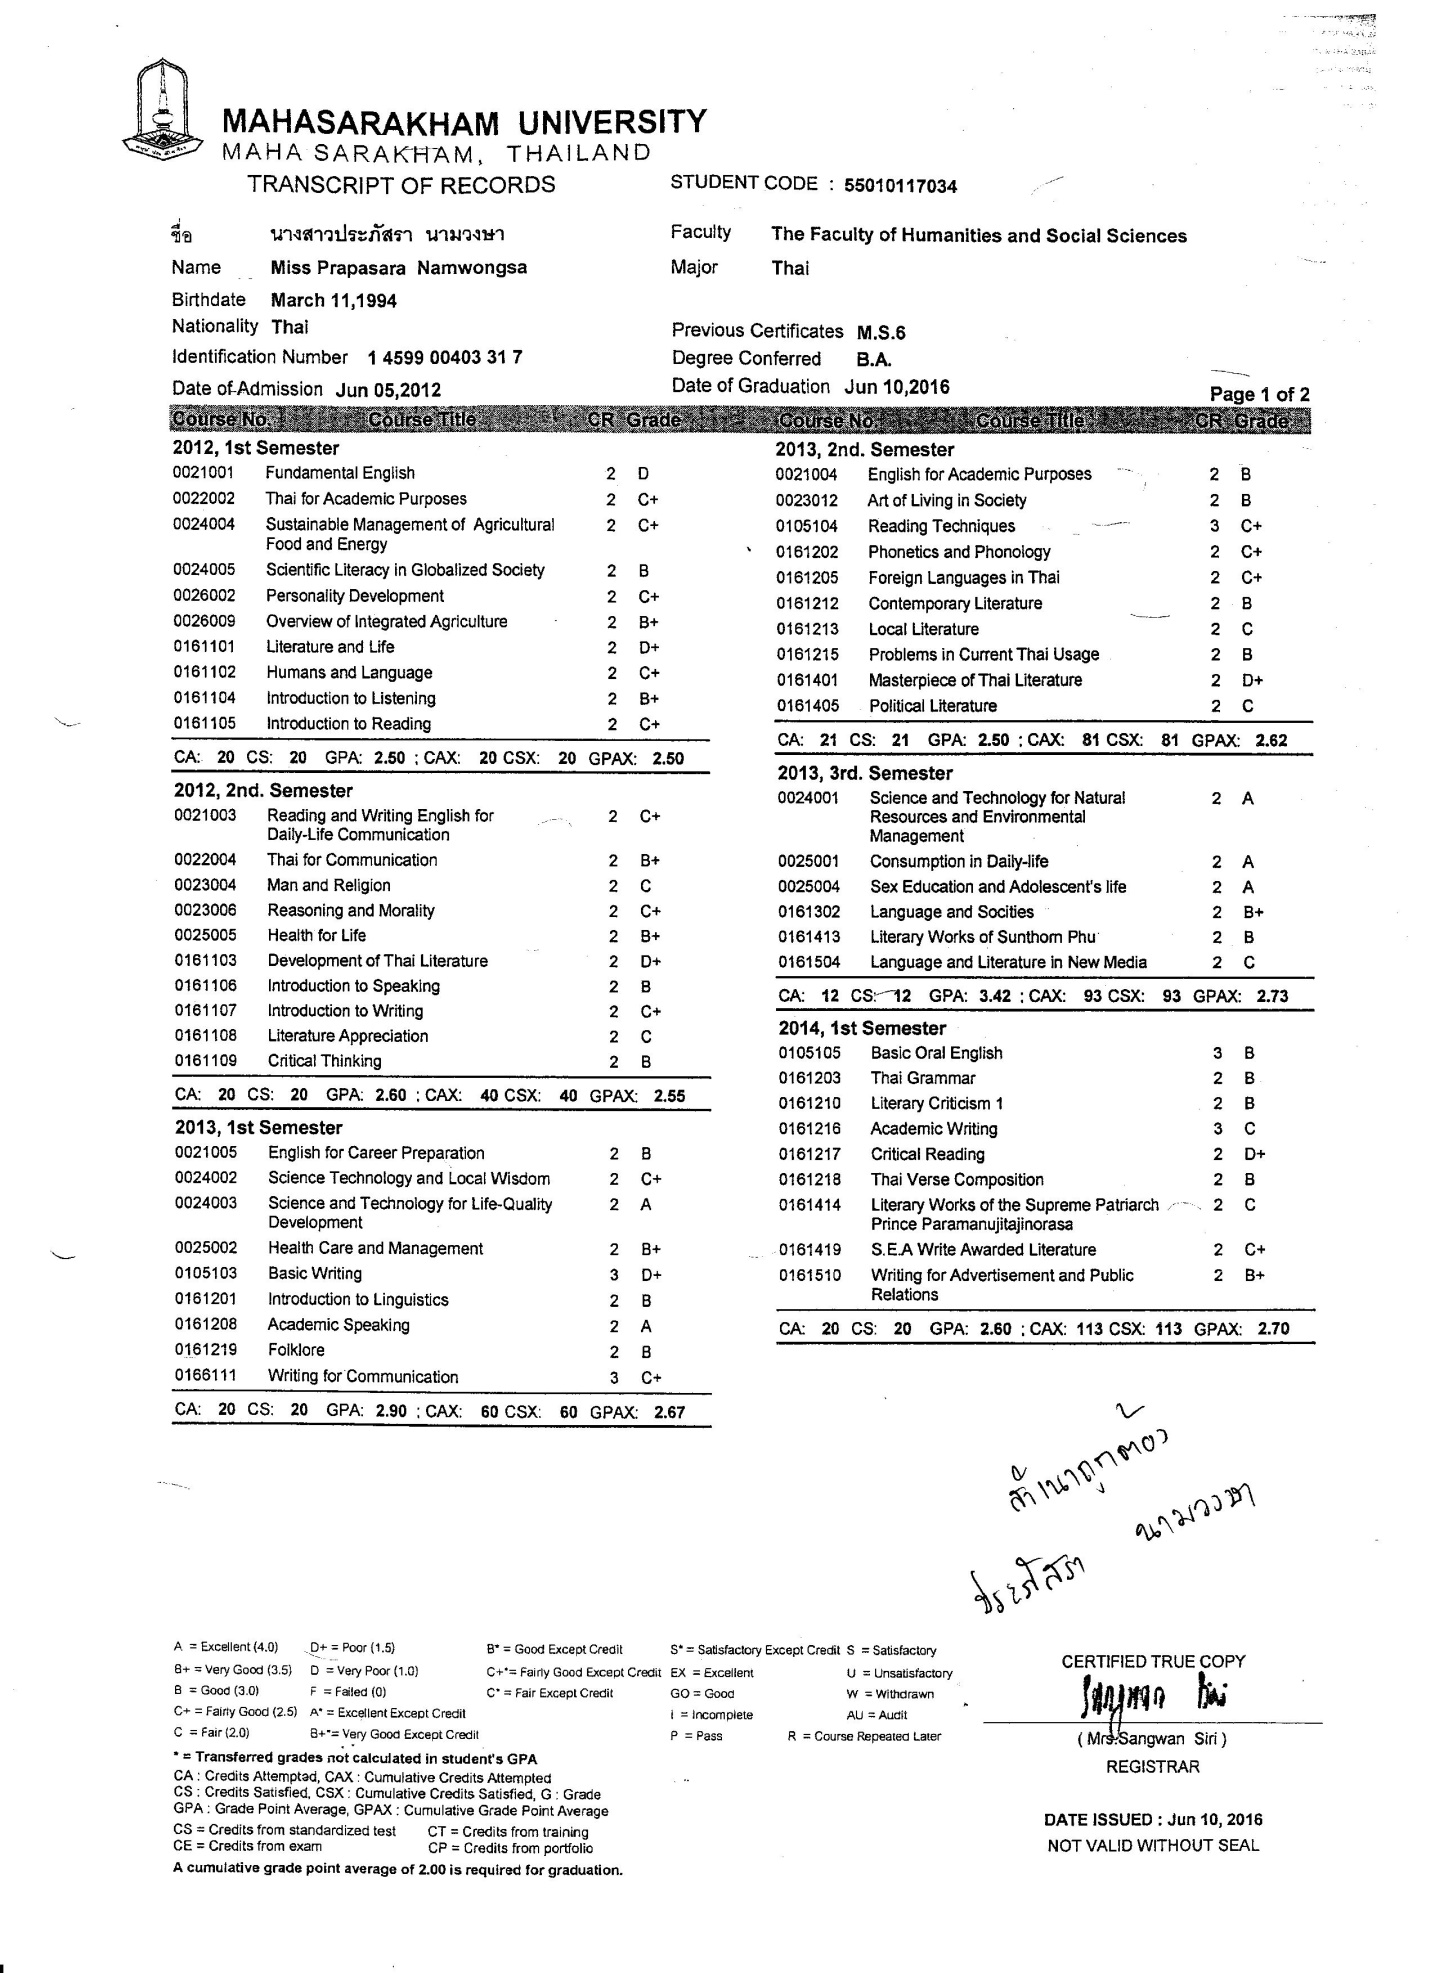 MAHASARAKHAM UNIVERSITY
MAHA SARAKHAM, THAILAND
TRANSCRIPT OF RECORDS
STUDENT CODE : 55010117034
ชื่อ นางสาวประภัสรา นามวงษา
Faculty The Faculty of Humanities and Social Sciences
Name Miss Prapasara Namwongsa
Major Thai
Birthdate March 11,1994
Nationality Thai
Previous Certificates M.S.6
Identification Number 1 4599 00403 31 7
Degree Conferred B.A.
Date of Admission Jun 05,2012
Date of Graduation Jun 10,2016
Page 1 of 2
Course No. Course Title CR Grade
2012, 1st Semester
0021001 Fundamental English 2 D
0022002 Thai for Academic Purposes 2 C+
0024004 Sustainable Management of Agricultural 2 C+
Food and Energy
0024005 Scientific Literacy in Globalized Society 2 B
0026002 Personality Development 2 C+
0026009 Overview of Integrated Agriculture 2 B+
0161101 Literature and Life 2 D+
0161102 Humans and Language 2 C+
0161104 Introduction to Listening 2 B+
0161105 Introduction to Reading 2 C+
CA: 20 CS: 20 GPA: 2.50 ; CAX: 20 CSX: 20 GPAX: 2.50
2012, 2nd. Semester
0021003 Reading and Writing English for 2 C+
Daily-Life Communication
0022004 Thai for Communication 2 B+
0023004 Man and Religion 2 C
0023006 Reasoning and Morality 2 C+
0025005 Health for Life 2 B+
0161103 Development of Thai Literature 2 D+
0161106 Introduction to Speaking 2 B
0161107 Introduction to Writing 2 C+
0161108 Literature Appreciation 2 C
0161109 Critical Thinking 2 B
CA: 20 CS: 20 GPA: 2.60 ; CAX: 40 CSX: 40 GPAX: 2.55
2013, 1st Semester
0021005 English for Career Preparation 2 B
0024002 Science Technology and Local Wisdom 2 C+
0024003 Science and Technology for Life-Quality 2 A
Development
0025002 Health Care and Management 2 B+
0105103 Basic Writing 3 D+
0161201 Introduction to Linguistics 2 B
0161208 Academic Speaking 2 A
0161219 Folklore 2 B
0166111 Writing for Communication 3 C+
CA: 20 CS: 20 GPA: 2.90 ; CAX: 60 CSX: 60 GPAX: 2.67
Course No. Course Title CR Grade
2013, 2nd. Semester
0021004 English for Academic Purposes 2 B
0023012 Art of Living in Society 2 B
0105104 Reading Techniques 3 C+
0161202 Phonetics and Phonology 2 C+
0161205 Foreign Languages in Thai 2 C+
0161212 Contemporary Literature 2 B
0161213 Local Literature 2 C
0161215 Problems in Current Thai Usage 2 B
0161401 Masterpiece of Thai Literature 2 D+
0161405 Political Literature 2 C
CA: 21 CS: 21 GPA: 2.50 ; CAX: 81 CSX: 81 GPAX: 2.62
2013, 3rd. Semester
0024001 Science and Technology for Natural 2 A
Resources and Environmental
Management
0025001 Consumption in Daily-life 2 A
0025004 Sex Education and Adolescent's life 2 A
0161302 Language and Socities 2 B+
0161413 Literary Works of Sunthorn Phu 2 B
0161504 Language and Literature in New Media 2 C
CA: 12 CS: 12 GPA: 3.42 ; CAX: 93 CSX: 93 GPAX: 2.73
2014, 1st Semester
0105105 Basic Oral English 3 B
0161203 Thai Grammar 2 B
0161210 Literary Criticism 1 2 B
0161216 Academic Writing 3 C
0161217 Critical Reading 2 D+
0161218 Thai Verse Composition 2 B
0161414 Literary Works of the Supreme Patriarch 2 C
Prince Paramanujitajinorasa
0161419 S.E.A Write Awarded Literature 2 C+
0161510 Writing for Advertisement and Public 2 B+
Relations
CA: 20 CS: 20 GPA: 2.60 ; CAX: 113 CSX: 113 GPAX: 2.70
สำเนาถูกต้อง
ประภัสรา นามวงษา
A = Excellent (4.0) D+ = Poor (1.5) B* = Good Except Credit S* = Satisfactory Except Credit S = Satisfactory
B+ = Very Good (3.5) D = Very Poor (1.0) C+*= Fairly Good Except Credit EX = Excellent U = Unsatisfactory
B = Good (3.0) F = Failed (0) C* = Fair Except Credit GO = Good W = Withdrawn
C+ = Fairly Good (2.5) A* = Excellent Except Credit I = Incomplete AU = Audit
C = Fair (2.0) B+*= Very Good Except Credit P = Pass R = Course Repeated Later
* = Transferred grades not calculated in student's GPA
CA : Credits Attempted, CAX : Cumulative Credits Attempted
CS : Credits Satisfied, CSX : Cumulative Credits Satisfied, G : Grade
GPA : Grade Point Average, GPAX : Cumulative Grade Point Average
CS = Credits from standardized test CT = Credits from training
CE = Credits from exam CP = Credits from portfolio
A cumulative grade point average of 2.00 is required for graduation.
CERTIFIED TRUE COPY
( Mrs.Sangwan Siri )
REGISTRAR
DATE ISSUED : Jun 10, 2016
NOT VALID WITHOUT SEAL